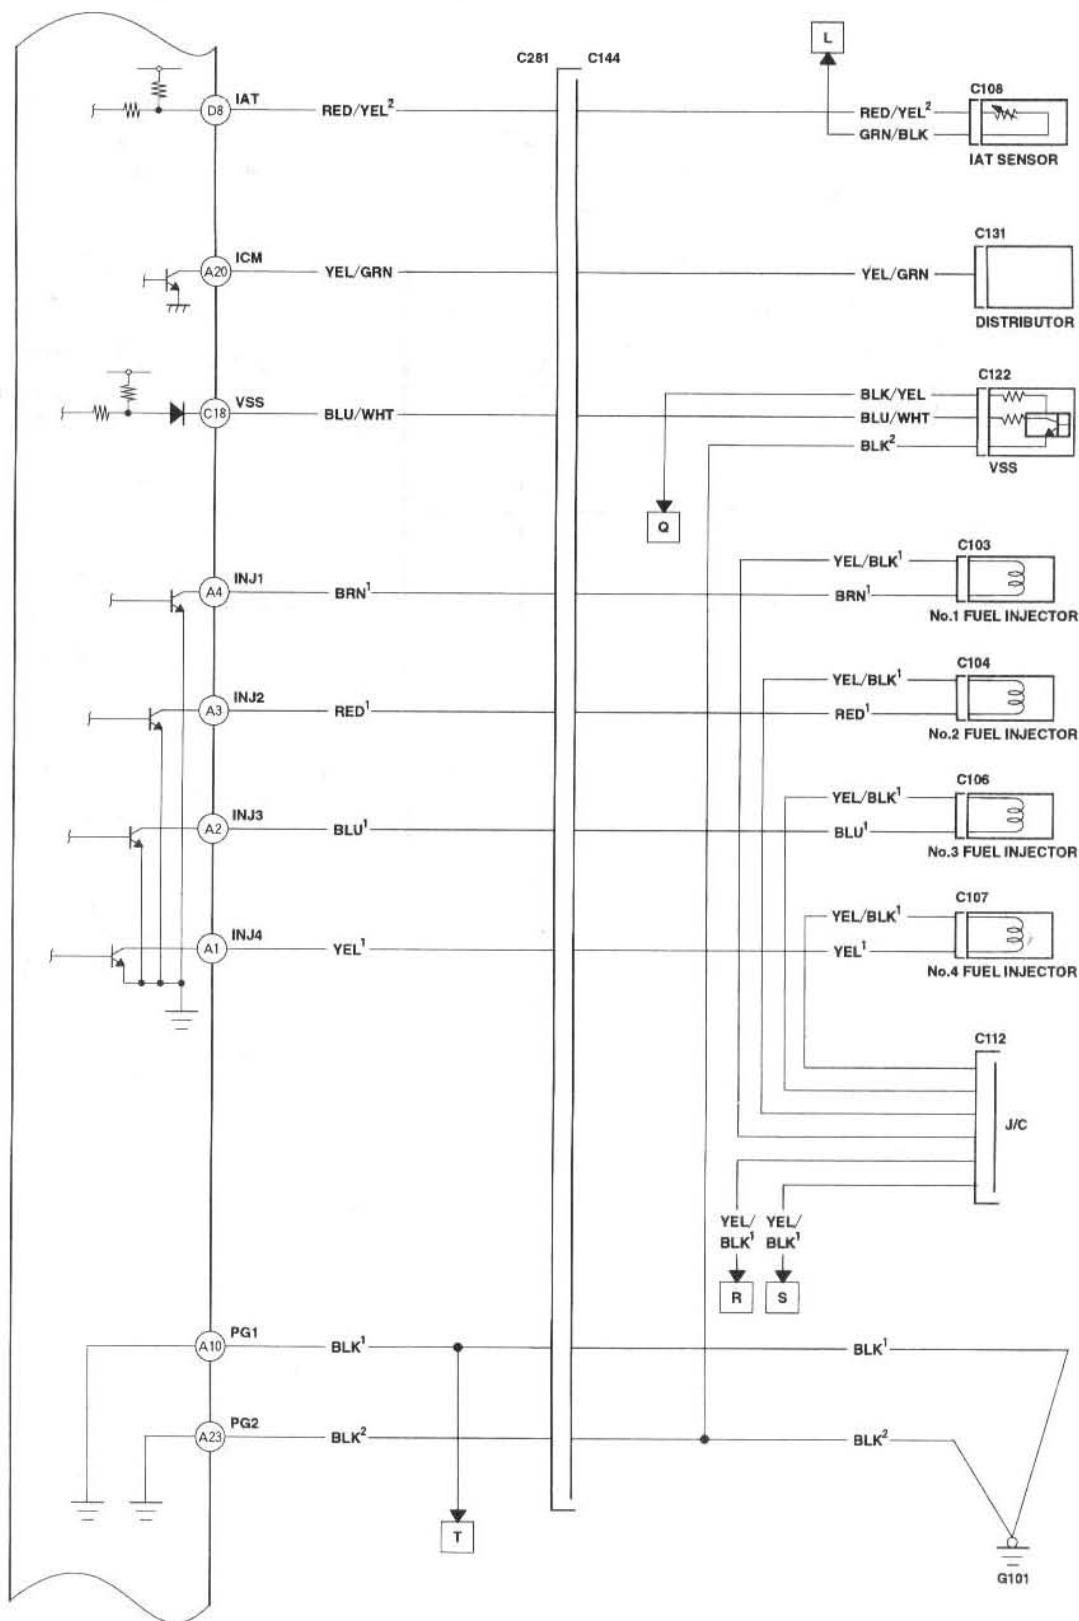 L
C281 C144
C108
D8 IAT RED/YEL² RED/YEL²
GRN/BLK
IAT SENSOR
C131
A20 ICM YEL/GRN YEL/GRN
DISTRIBUTOR
C122
BLK/YEL
C18 VSS BLU/WHT BLU/WHT
BLK²
VSS
Q
C103
YEL/BLK¹
A4 INJ1 BRN¹ BRN¹
No.1 FUEL INJECTOR
C104
YEL/BLK¹
A3 INJ2 RED¹ RED¹
No.2 FUEL INJECTOR
C106
YEL/BLK¹
A2 INJ3 BLU¹ BLU¹
No.3 FUEL INJECTOR
C107
YEL/BLK¹
A1 INJ4 YEL¹ YEL¹
No.4 FUEL INJECTOR
C112
J/C
YEL/ YEL/
BLK¹ BLK¹
R S
A10 PG1 BLK¹ BLK¹
A23 PG2 BLK² BLK²
T
G101